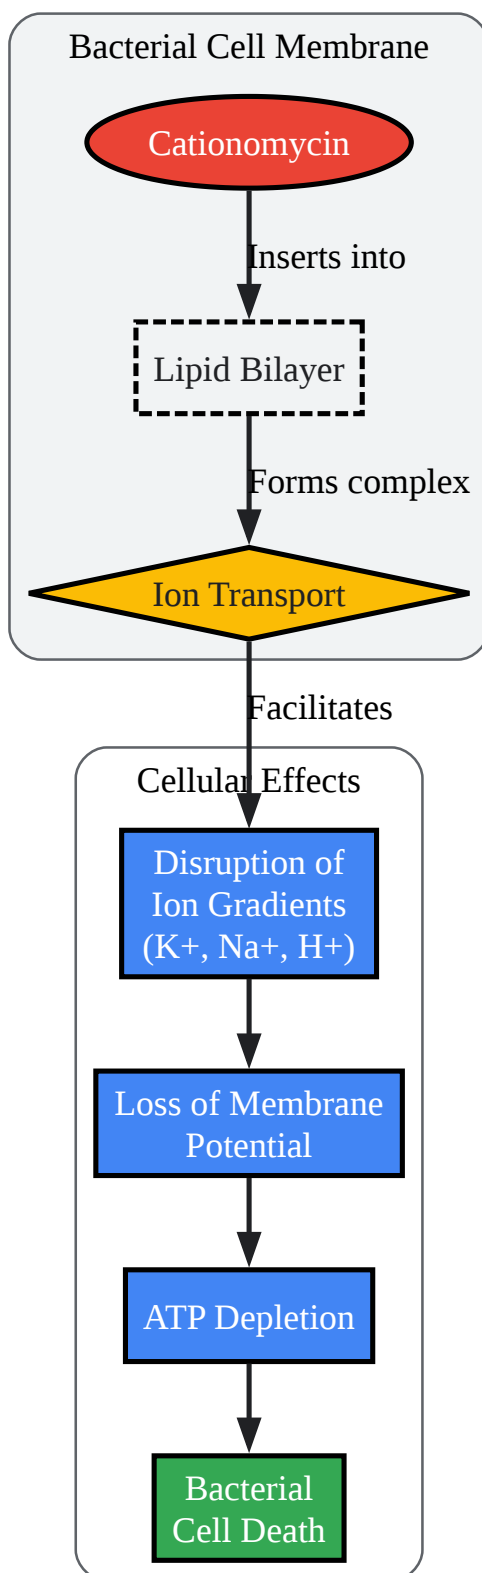 Bacterial Cell Membrane
Cationomycin
Inserts into
Lipid Bilayer
Forms complex
Ion Transport
Facilitates
Cellular Effects
Disruption of
Ion Gradients
(K+, Na+, H+)
Loss of Membrane
Potential
ATP Depletion
Bacterial
Cell Death